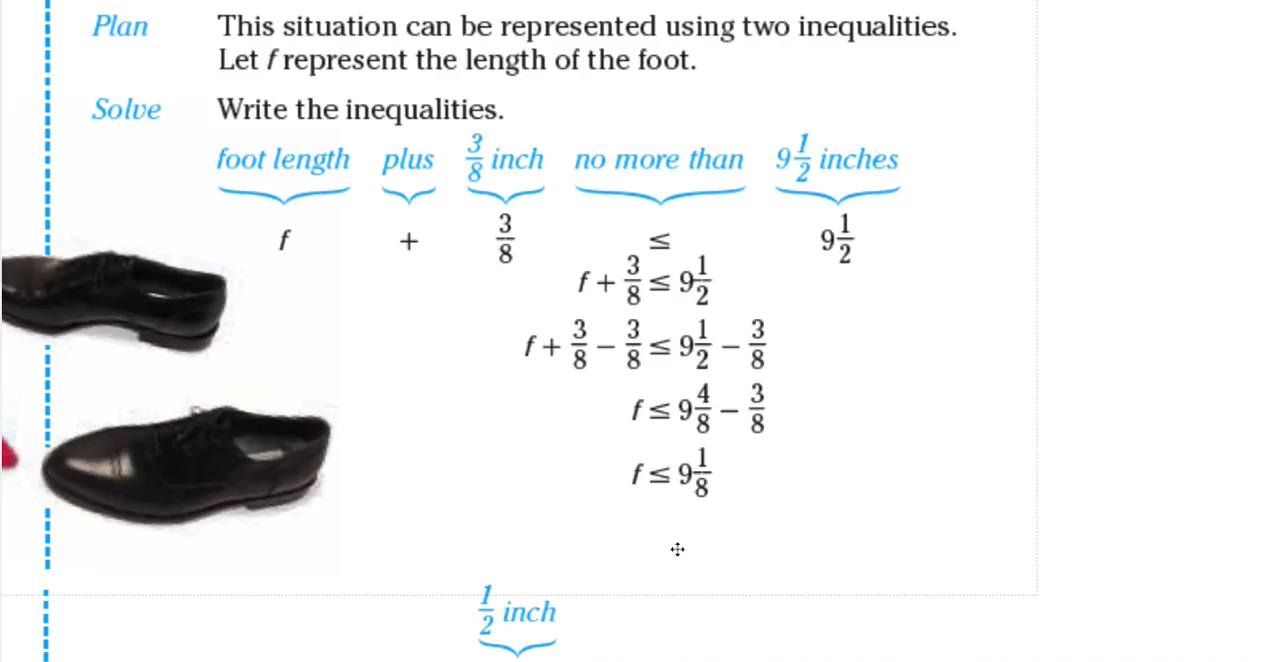 Plan This situation can be represented using two inequalities.
Let f represent the length of the foot.
Solve Write the inequalities.
foot length plus 3/8 inch no more than 9 1/2 inches
f + 3/8 ≤ 9 1/2
f + 3/8 ≤ 9 1/2
f + 3/8 − 3/8 ≤ 9 1/2 − 3/8
f ≤ 9 4/8 − 3/8
f ≤ 9 1/8
1/2 inch